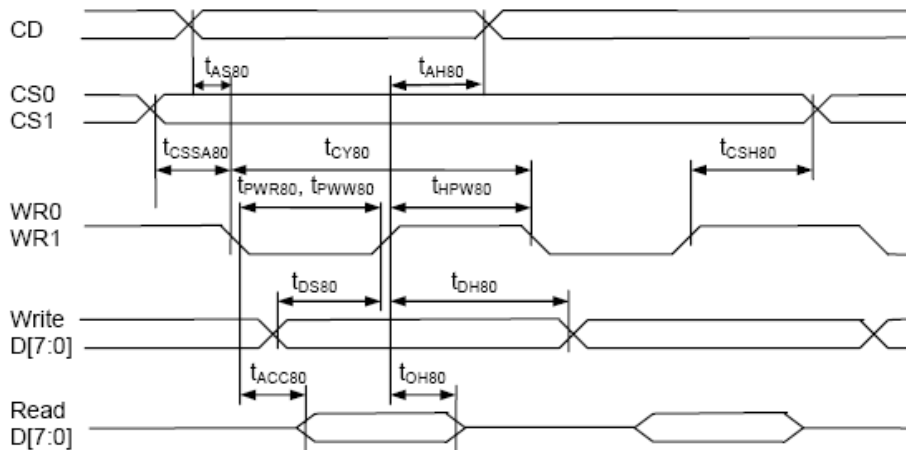 CD
tAS80
tAH80
CS0
CS1
tCSSA80
tCY80
tCSH80
tPWR80, tPWW80
tHPW80
WR0
WR1
tDS80
tDH80
Write
D[7:0]
tACC80
tOH80
Read
D[7:0]